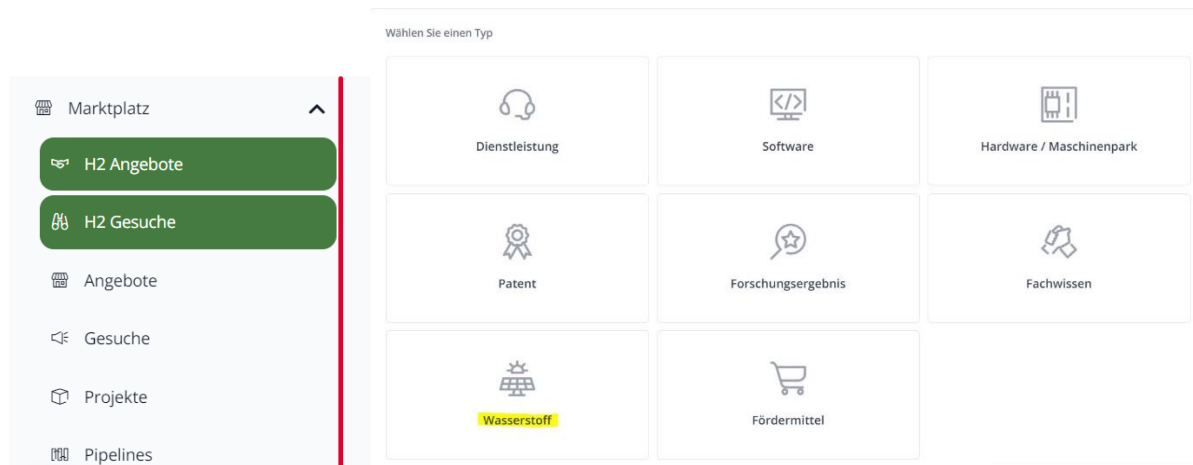 Wählen Sie einen Typ
Marktplatz
H2 Angebote
H2 Gesuche
Angebote
Gesuche
Projekte
Pipelines
Dienstleistung
Software
Hardware / Maschinenpark
Patent
Forschungsergebnis
Fachwissen
Wasserstoff
Fördermittel